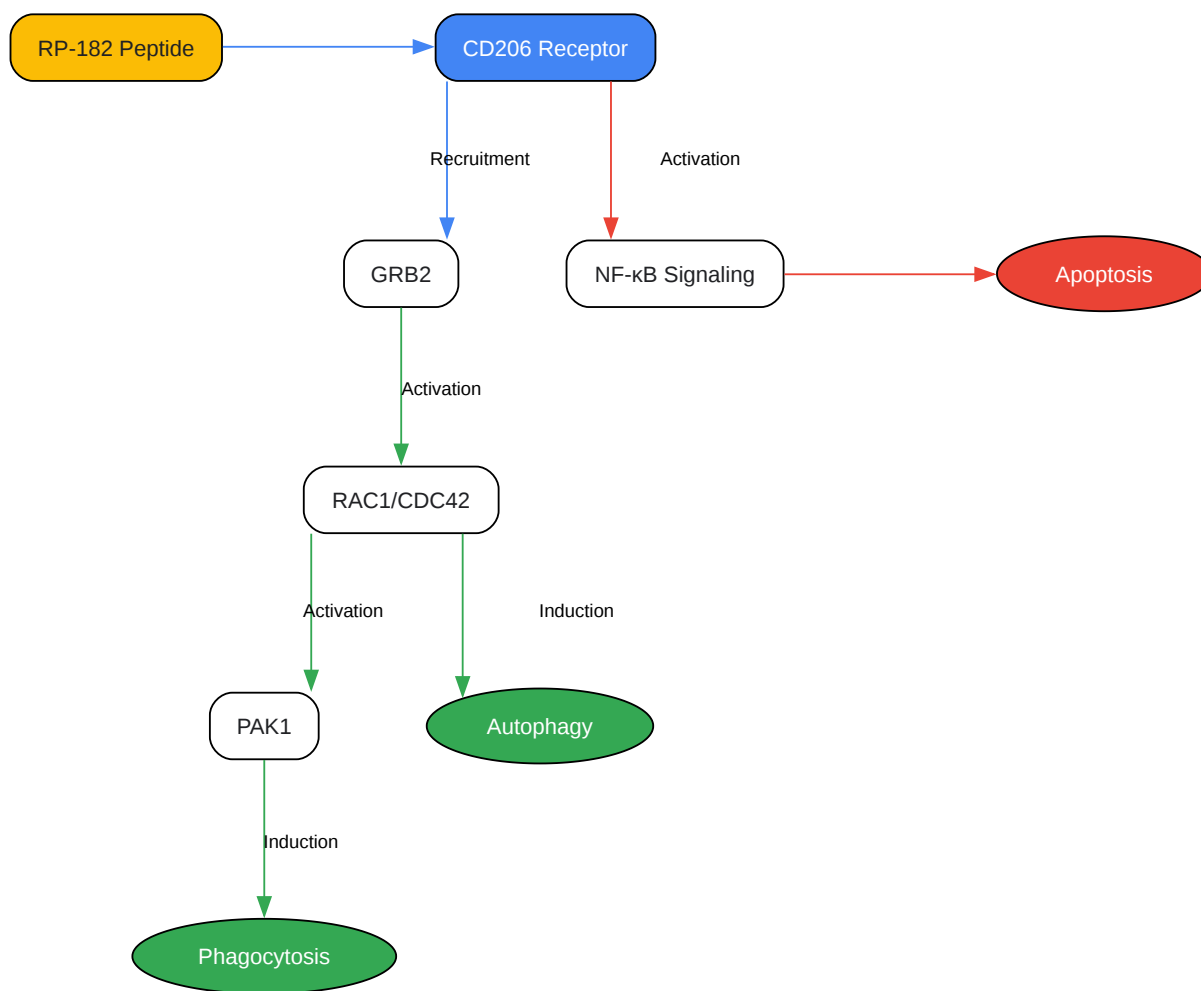 RP-182 Peptide
CD206 Receptor
Recruitment
Activation
GRB2
NF-κB Signaling
Apoptosis
Activation
RAC1/CDC42
Activation
Induction
PAK1
Autophagy
Induction
Phagocytosis